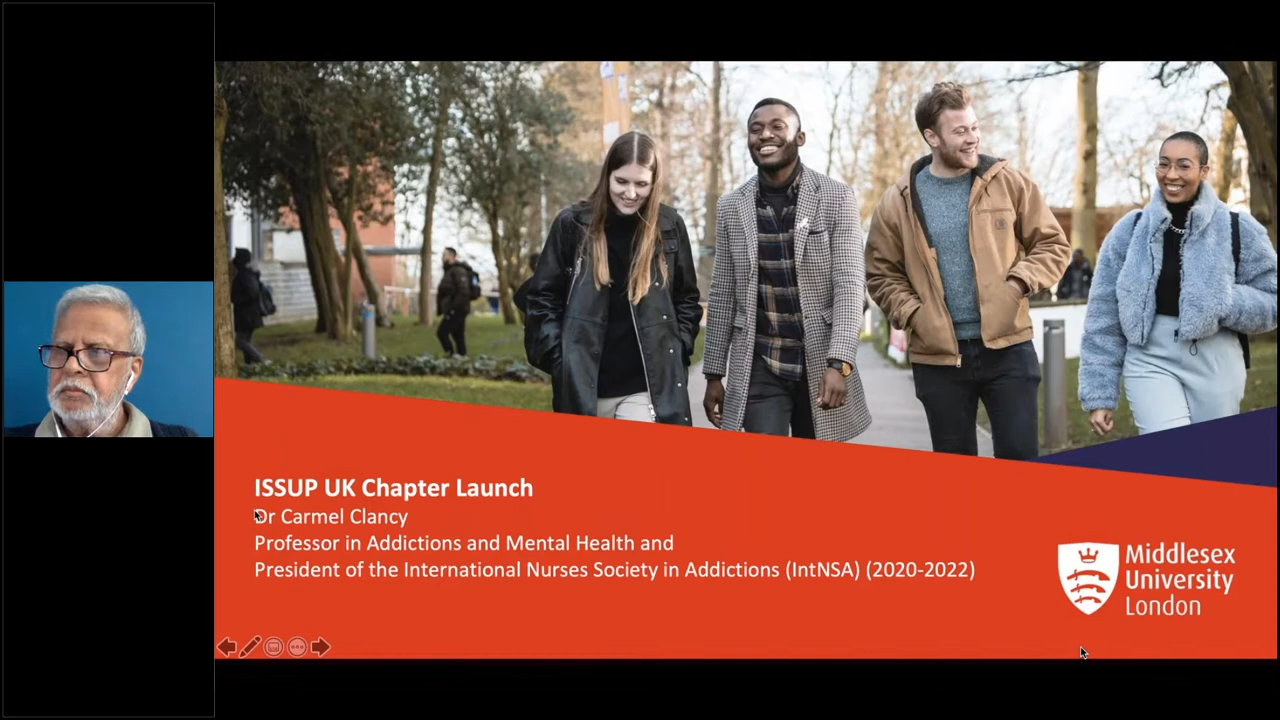 ISSUP UK Chapter Launch
Dr Carmel Clancy
Professor in Addictions and Mental Health and
President of the International Nurses Society in Addictions (IntNSA) (2020-2022)
Middlesex
University
London